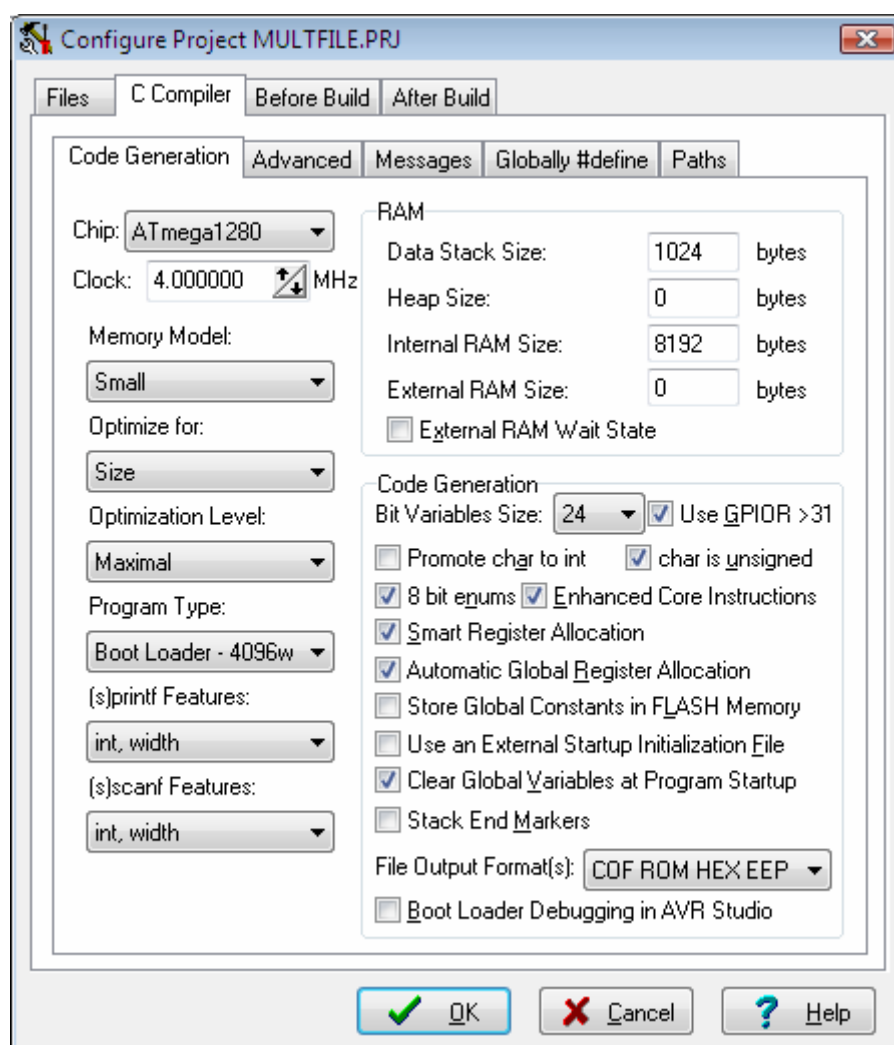 Configure Project MULTFILE.PRJ
Files C Compiler Before Build After Build
Code Generation Advanced Messages Globally #define Paths
Chip: ATmega1280
Clock: 4.000000 MHz
Memory Model:
Small
Optimize for:
Size
Optimization Level:
Maximal
Program Type:
Boot Loader - 4096w
(s)printf Features:
int, width
(s)scanf Features:
int, width
RAM
Data Stack Size: 1024 bytes
Heap Size: 0 bytes
Internal RAM Size: 8192 bytes
External RAM Size: 0 bytes
External RAM Wait State
Code Generation
Bit Variables Size: 24 Use GPIOR >31
Promote char to int char is unsigned
8 bit enums Enhanced Core Instructions
Smart Register Allocation
Automatic Global Register Allocation
Store Global Constants in FLASH Memory
Use an External Startup Initialization File
Clear Global Variables at Program Startup
Stack End Markers
File Output Format(s): COF ROM HEX EEP
Boot Loader Debugging in AVR Studio
OK Cancel Help